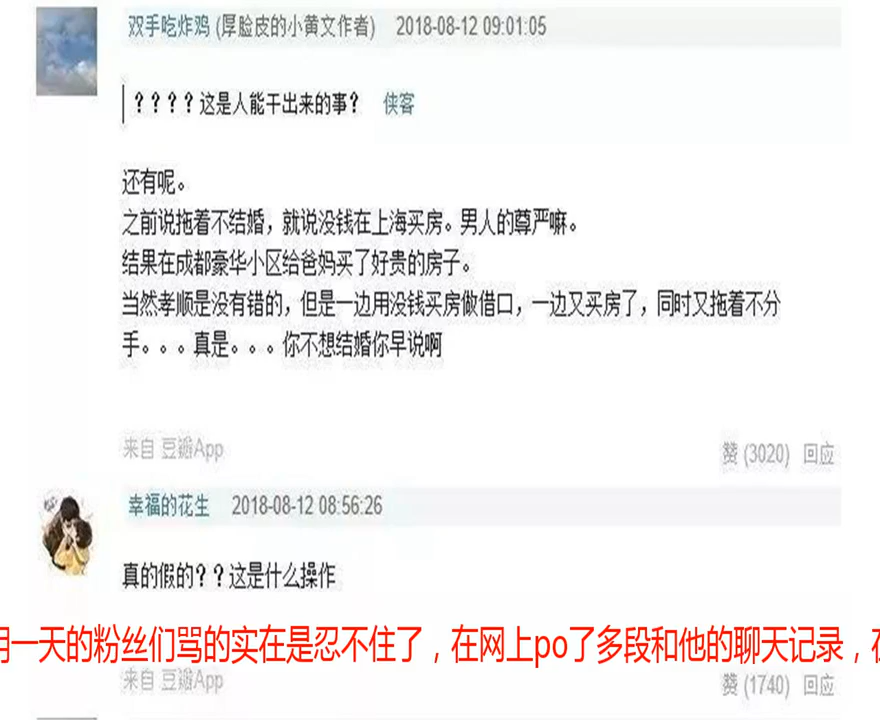 双手吃炸鸡 (厚脸皮的小黄文作者) 2018-08-12 09:01:05
？？？？这是人能干出来的事？ 侠客
还有呢。
之前说拖着不结婚，就说没钱在上海买房。男人的尊严嘛。
结果在成都豪华小区给爸妈买了好贵的房子。
当然孝顺是没有错的，但是一边用没钱买房做借口，一边又买房了，同时又拖着不分
手。。。真是。。。你不想结婚你早说啊
来自 豆瓣App 赞 (3020) 回应
幸福的花生 2018-08-12 08:56:26
真的假的？？这是什么操作
一天的粉丝们骂的实在是忍不住了，在网上po了多段和他的聊天记录，
来自 豆瓣App 赞 (1740) 回应